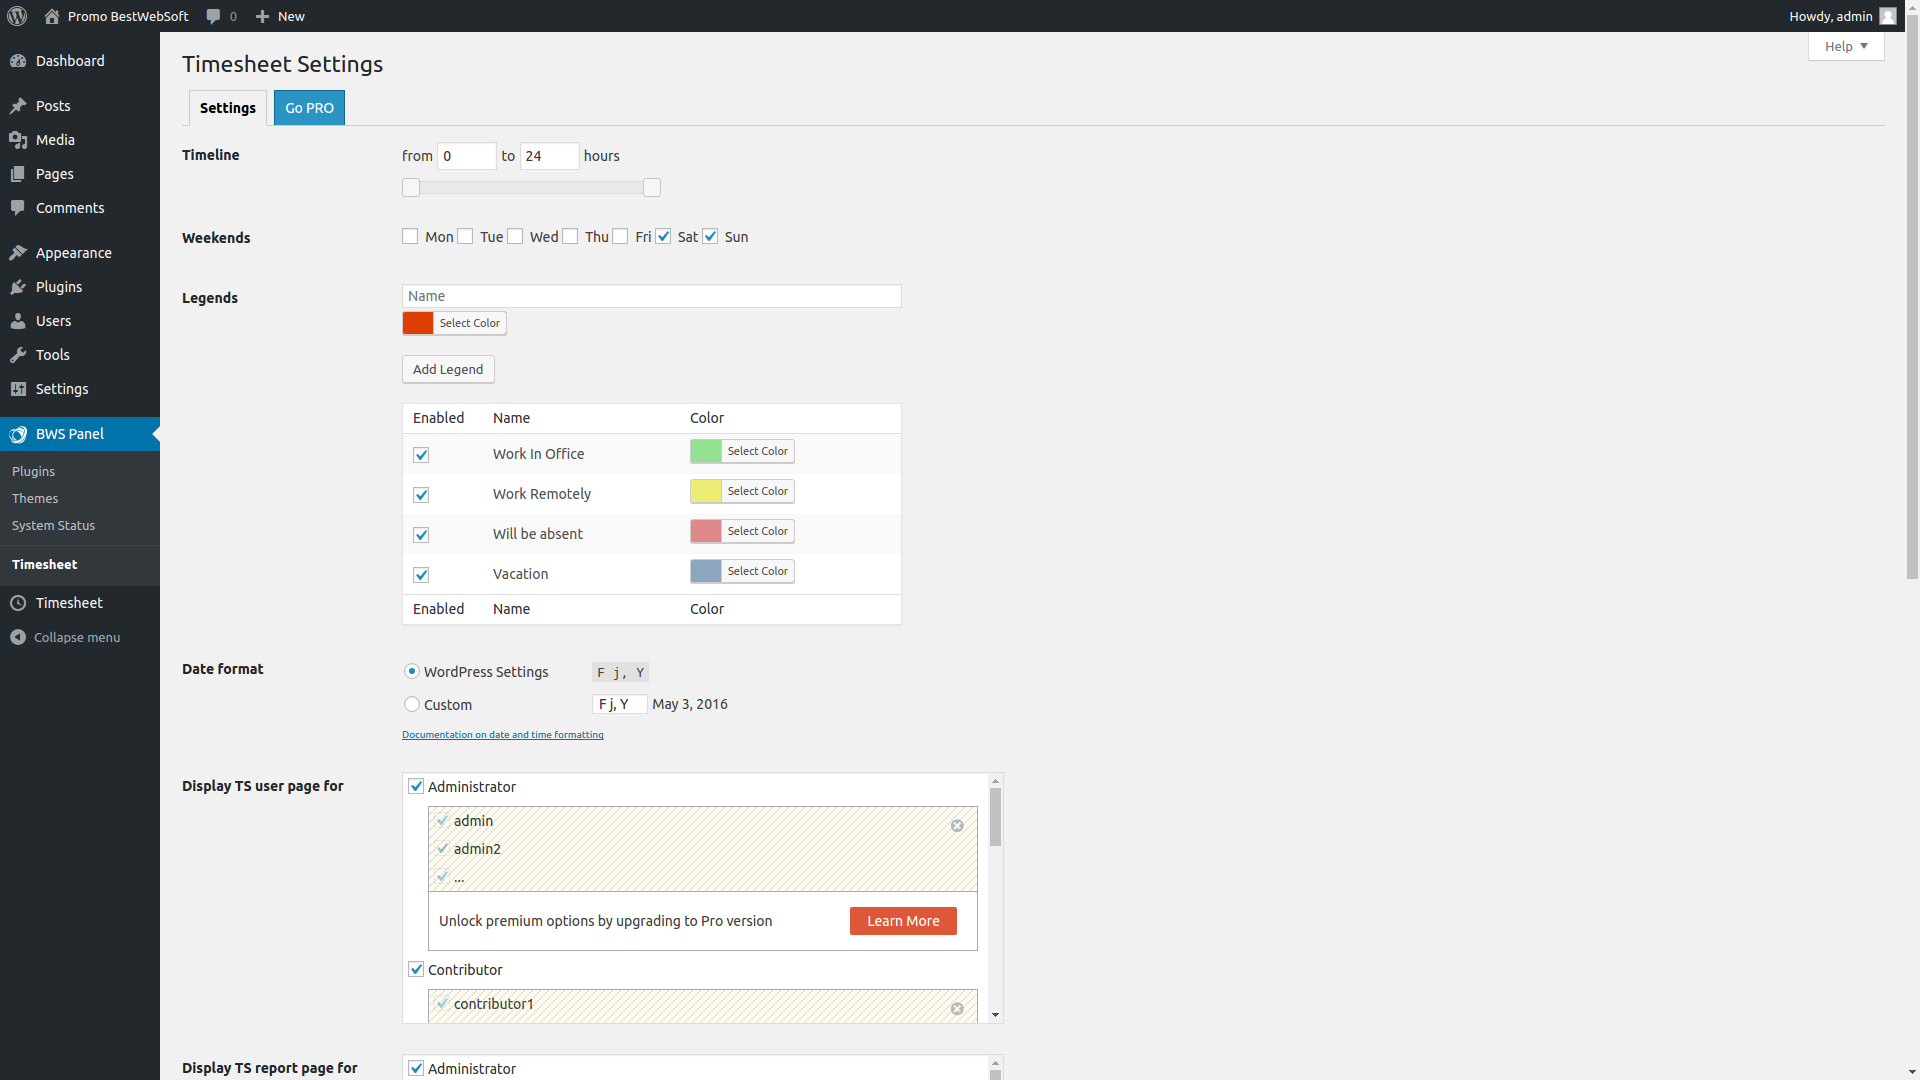 Promo BestWebSoft 0 New Howdy, admin
Help
Dashboard
Posts
Media
Pages
Comments
Appearance
Plugins
Users
Tools
Settings
BWS Panel
Plugins
Themes
System Status
Timesheet
Timesheet
Collapse menu
Timesheet Settings
Settings Go PRO
Timeline from 0 to 24 hours
Weekends Mon Tue Wed Thu Fri Sat Sun
Legends Name
Select Color
Add Legend
Enabled Name Color
Work In Office Select Color
Work Remotely Select Color
Will be absent Select Color
Vacation Select Color
Enabled Name Color
Date format WordPress Settings F j, Y
Custom F j, Y May 3, 2016
Documentation on date and time formatting
Display TS user page for Administrator
admin
admin2
...
Unlock premium options by upgrading to Pro version Learn More
Contributor
contributor1
Display TS report page for Administrator